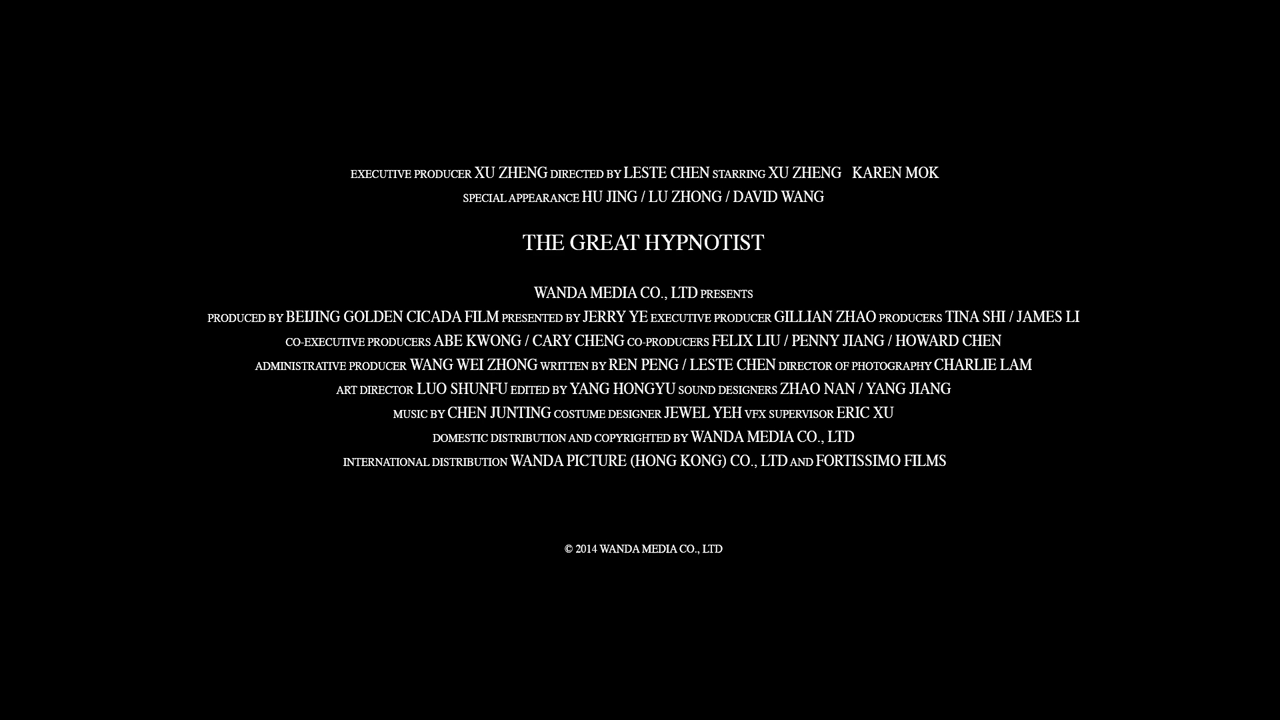 EXECUTIVE PRODUCER XU ZHENG DIRECTED BY LESTE CHEN STARRING XU ZHENG KAREN MOK
SPECIAL APPEARANCE HU JING / LU ZHONG / DAVID WANG
THE GREAT HYPNOTIST
WANDA MEDIA CO., LTD PRESENTS
PRODUCED BY BEIJING GOLDEN CICADA FILM PRESENTED BY JERRY YE EXECUTIVE PRODUCER GILLIAN ZHAO PRODUCERS TINA SHI / JAMES LI
CO-EXECUTIVE PRODUCERS ABE KWONG / CARY CHENG CO-PRODUCERS FELIX LIU / PENNY JIANG / HOWARD CHEN
ADMINISTRATIVE PRODUCER WANG WEI ZHONG WRITTEN BY REN PENG / LESTE CHEN DIRECTOR OF PHOTOGRAPHY CHARLIE LAM
ART DIRECTOR LUO SHUNFU EDITED BY YANG HONGYU SOUND DESIGNERS ZHAO NAN / YANG JIANG
MUSIC BY CHEN JUNTING COSTUME DESIGNER JEWEL YEH VFX SUPERVISOR ERIC XU
DOMESTIC DISTRIBUTION AND COPYRIGHTED BY WANDA MEDIA CO., LTD
INTERNATIONAL DISTRIBUTION WANDA PICTURE (HONG KONG) CO., LTD AND FORTISSIMO FILMS
© 2014 WANDA MEDIA CO., LTD